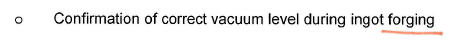 o Confirmation of correct vacuum level during ingot forging